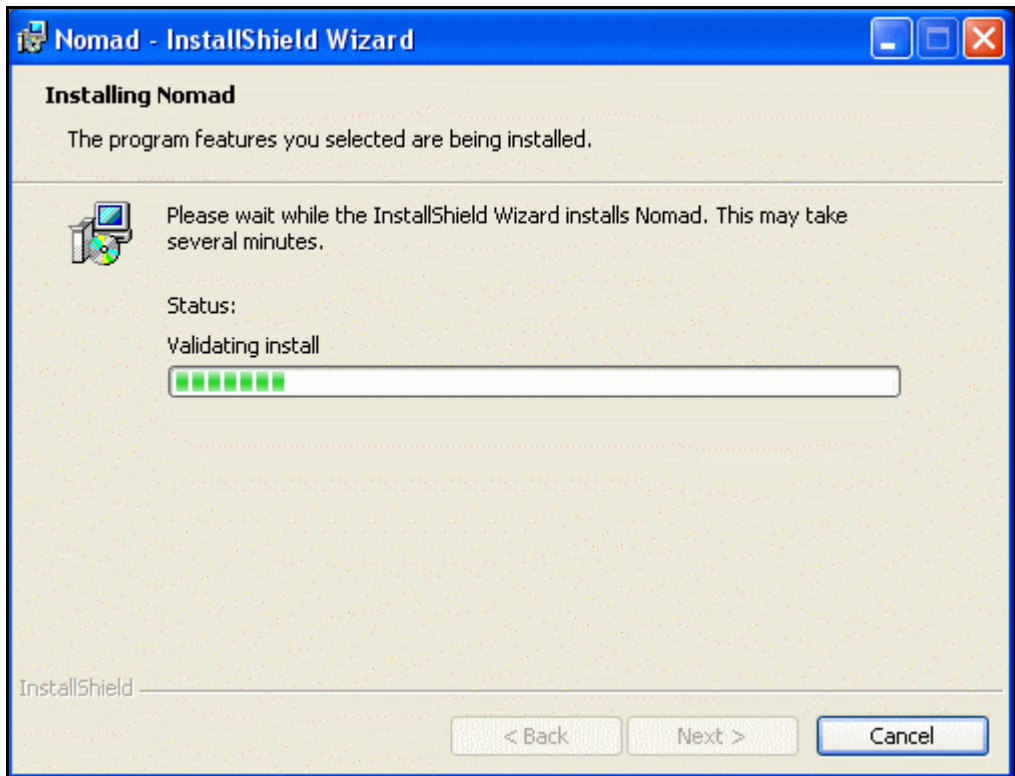 Nomad - InstallShield Wizard
Installing Nomad
The program features you selected are being installed.
Please wait while the InstallShield Wizard installs Nomad. This may take
several minutes.
Status:
Validating install
InstallShield
< Back
Next >
Cancel